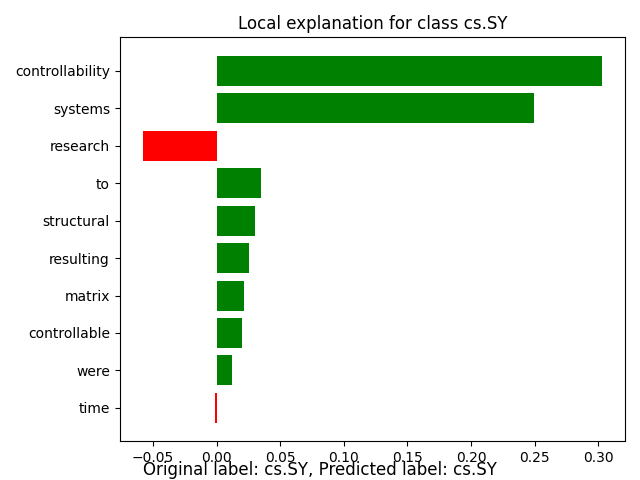 Local explanation for class cs.SY
controllability
systems
research
to
structural
resulting
matrix
controllable
were
time
−0.05 0.00 0.05 0.10 0.15 0.20 0.25 0.30
Original label: cs.SY, Predicted label: cs.SY